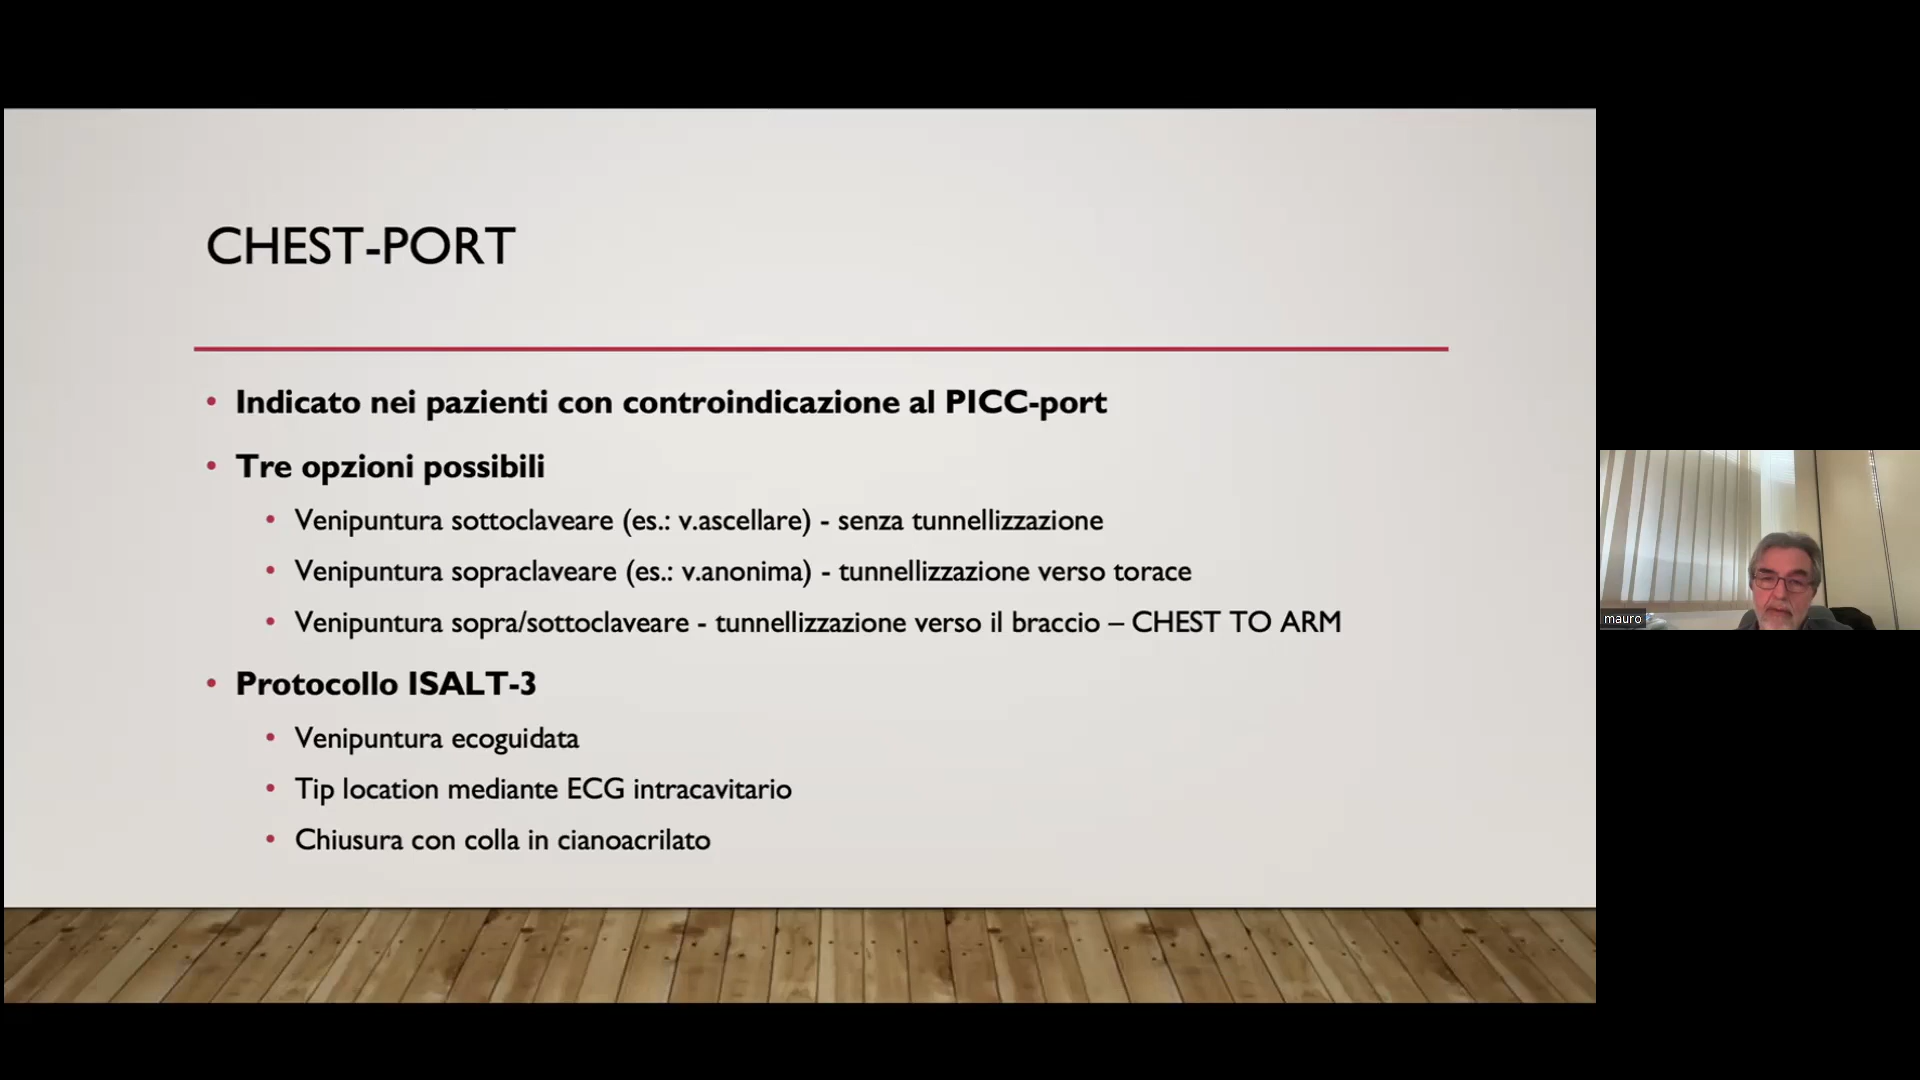 CHEST-PORT
• Indicato nei pazienti con controindicazione al PICC-port
• Tre opzioni possibili
• Venipuntura sottoclaveare (es.: v.ascellare) - senza tunnellizzazione
• Venipuntura sopraclaveare (es.: v.anonima) - tunnellizzazione verso torace
• Venipuntura sopra/sottoclaveare - tunnellizzazione verso il braccio – CHEST TO ARM
• Protocollo ISALT-3
• Venipuntura ecoguidata
• Tip location mediante ECG intracavitario
• Chiusura con colla in cianoacrilato
mauro